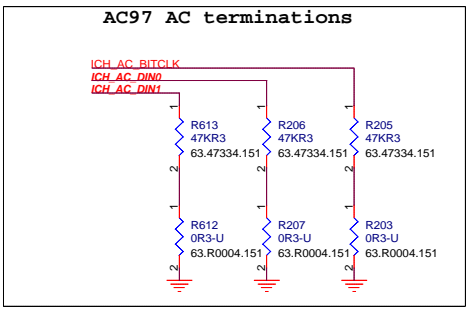 AC97 AC terminations
ICH_AC_BITCLK
ICH_AC_DIN0
ICH_AC_DIN1
1 1 1
R613 R206 R205
47KR3 47KR3 47KR3
63.47334.151 63.47334.151 63.47334.151
2 2 2
1 1 1
R612 R207 R203
0R3-U 0R3-U 0R3-U
63.R0004.151 63.R0004.151 63.R0004.151
2 2 2